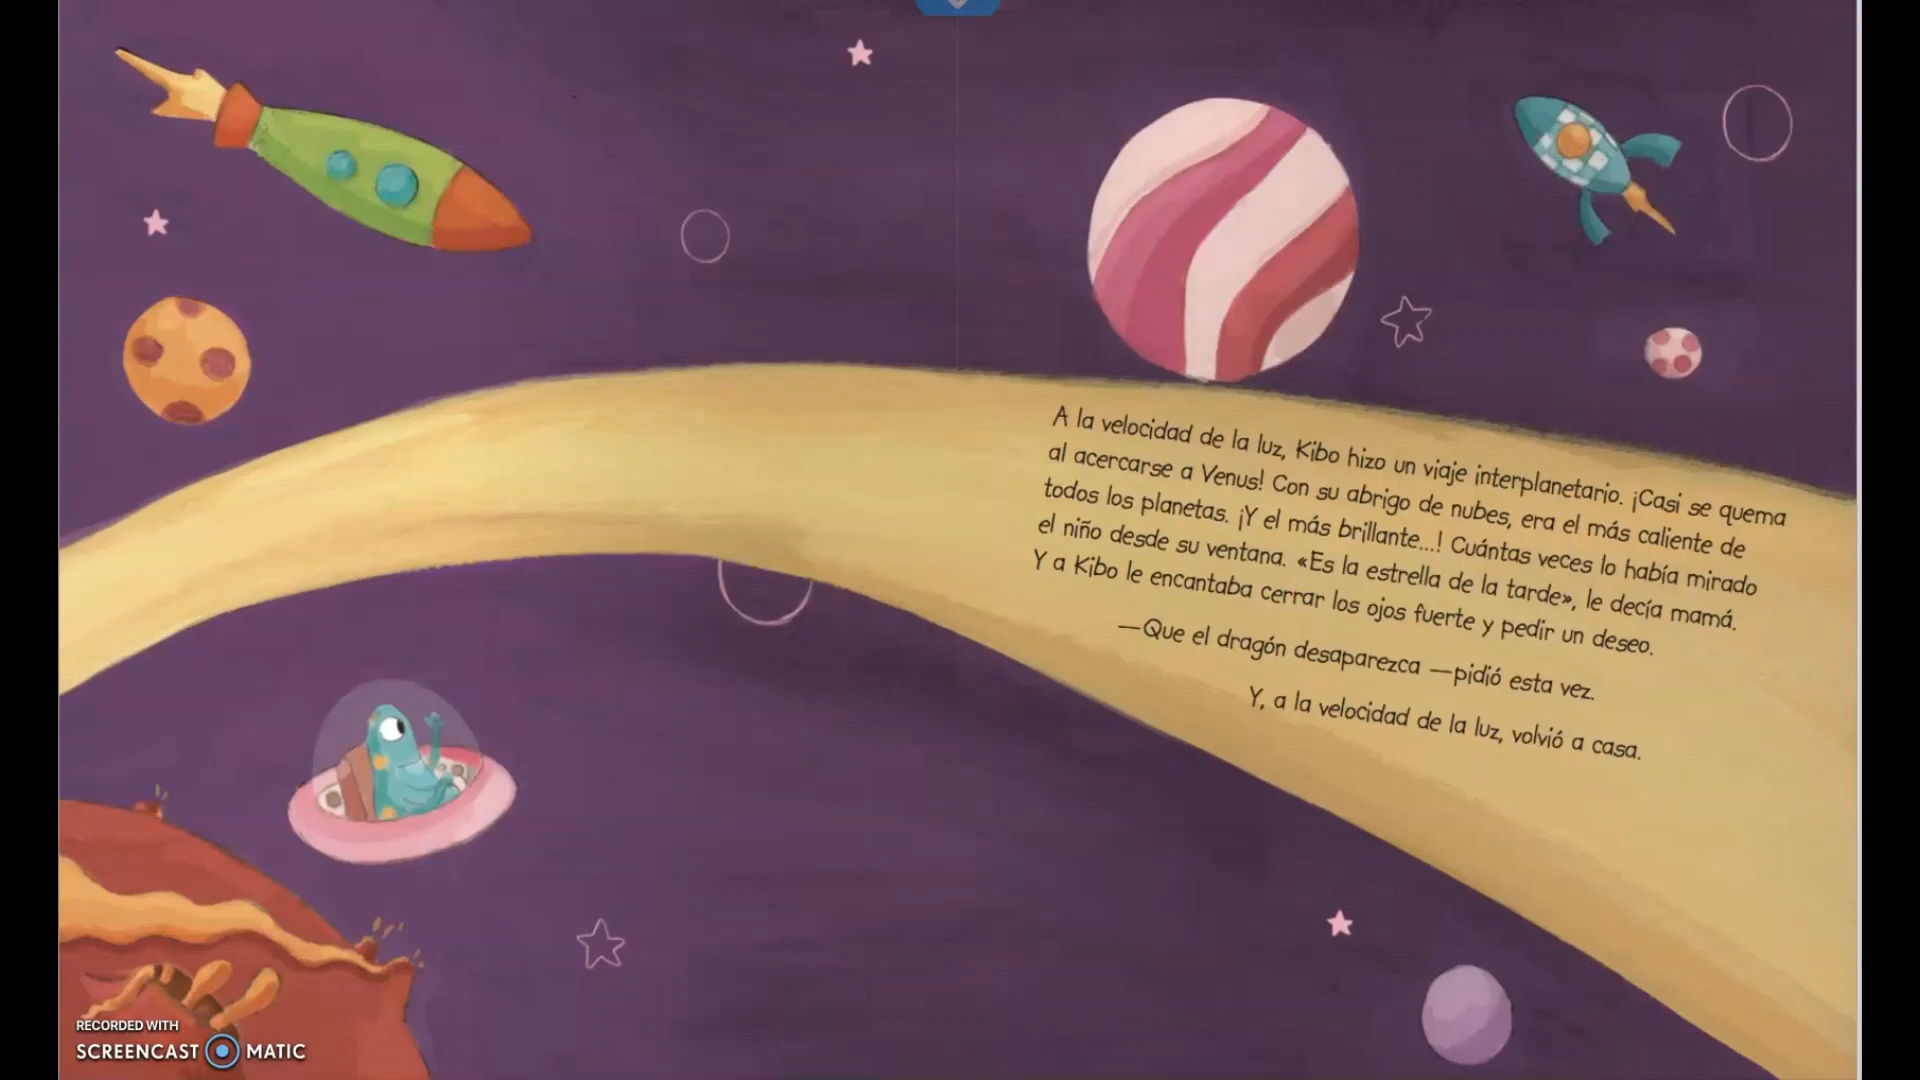 A la velocidad de la luz, Kibo hizo un viaje interplanetario. ¡Casi se quema
al acercarse a Venus! Con su abrigo de nubes, era el más caliente de
todos los planetas. ¡Y el más brillante...! Cuántas veces lo había mirado
el niño desde su ventana. «Es la estrella de la tarde», le decía mamá.
Y a Kibo le encantaba cerrar los ojos fuerte y pedir un deseo.
—Que el dragón desaparezca —pidió esta vez.
Y, a la velocidad de la luz, volvió a casa.
RECORDED WITH
SCREENCAST MATIC